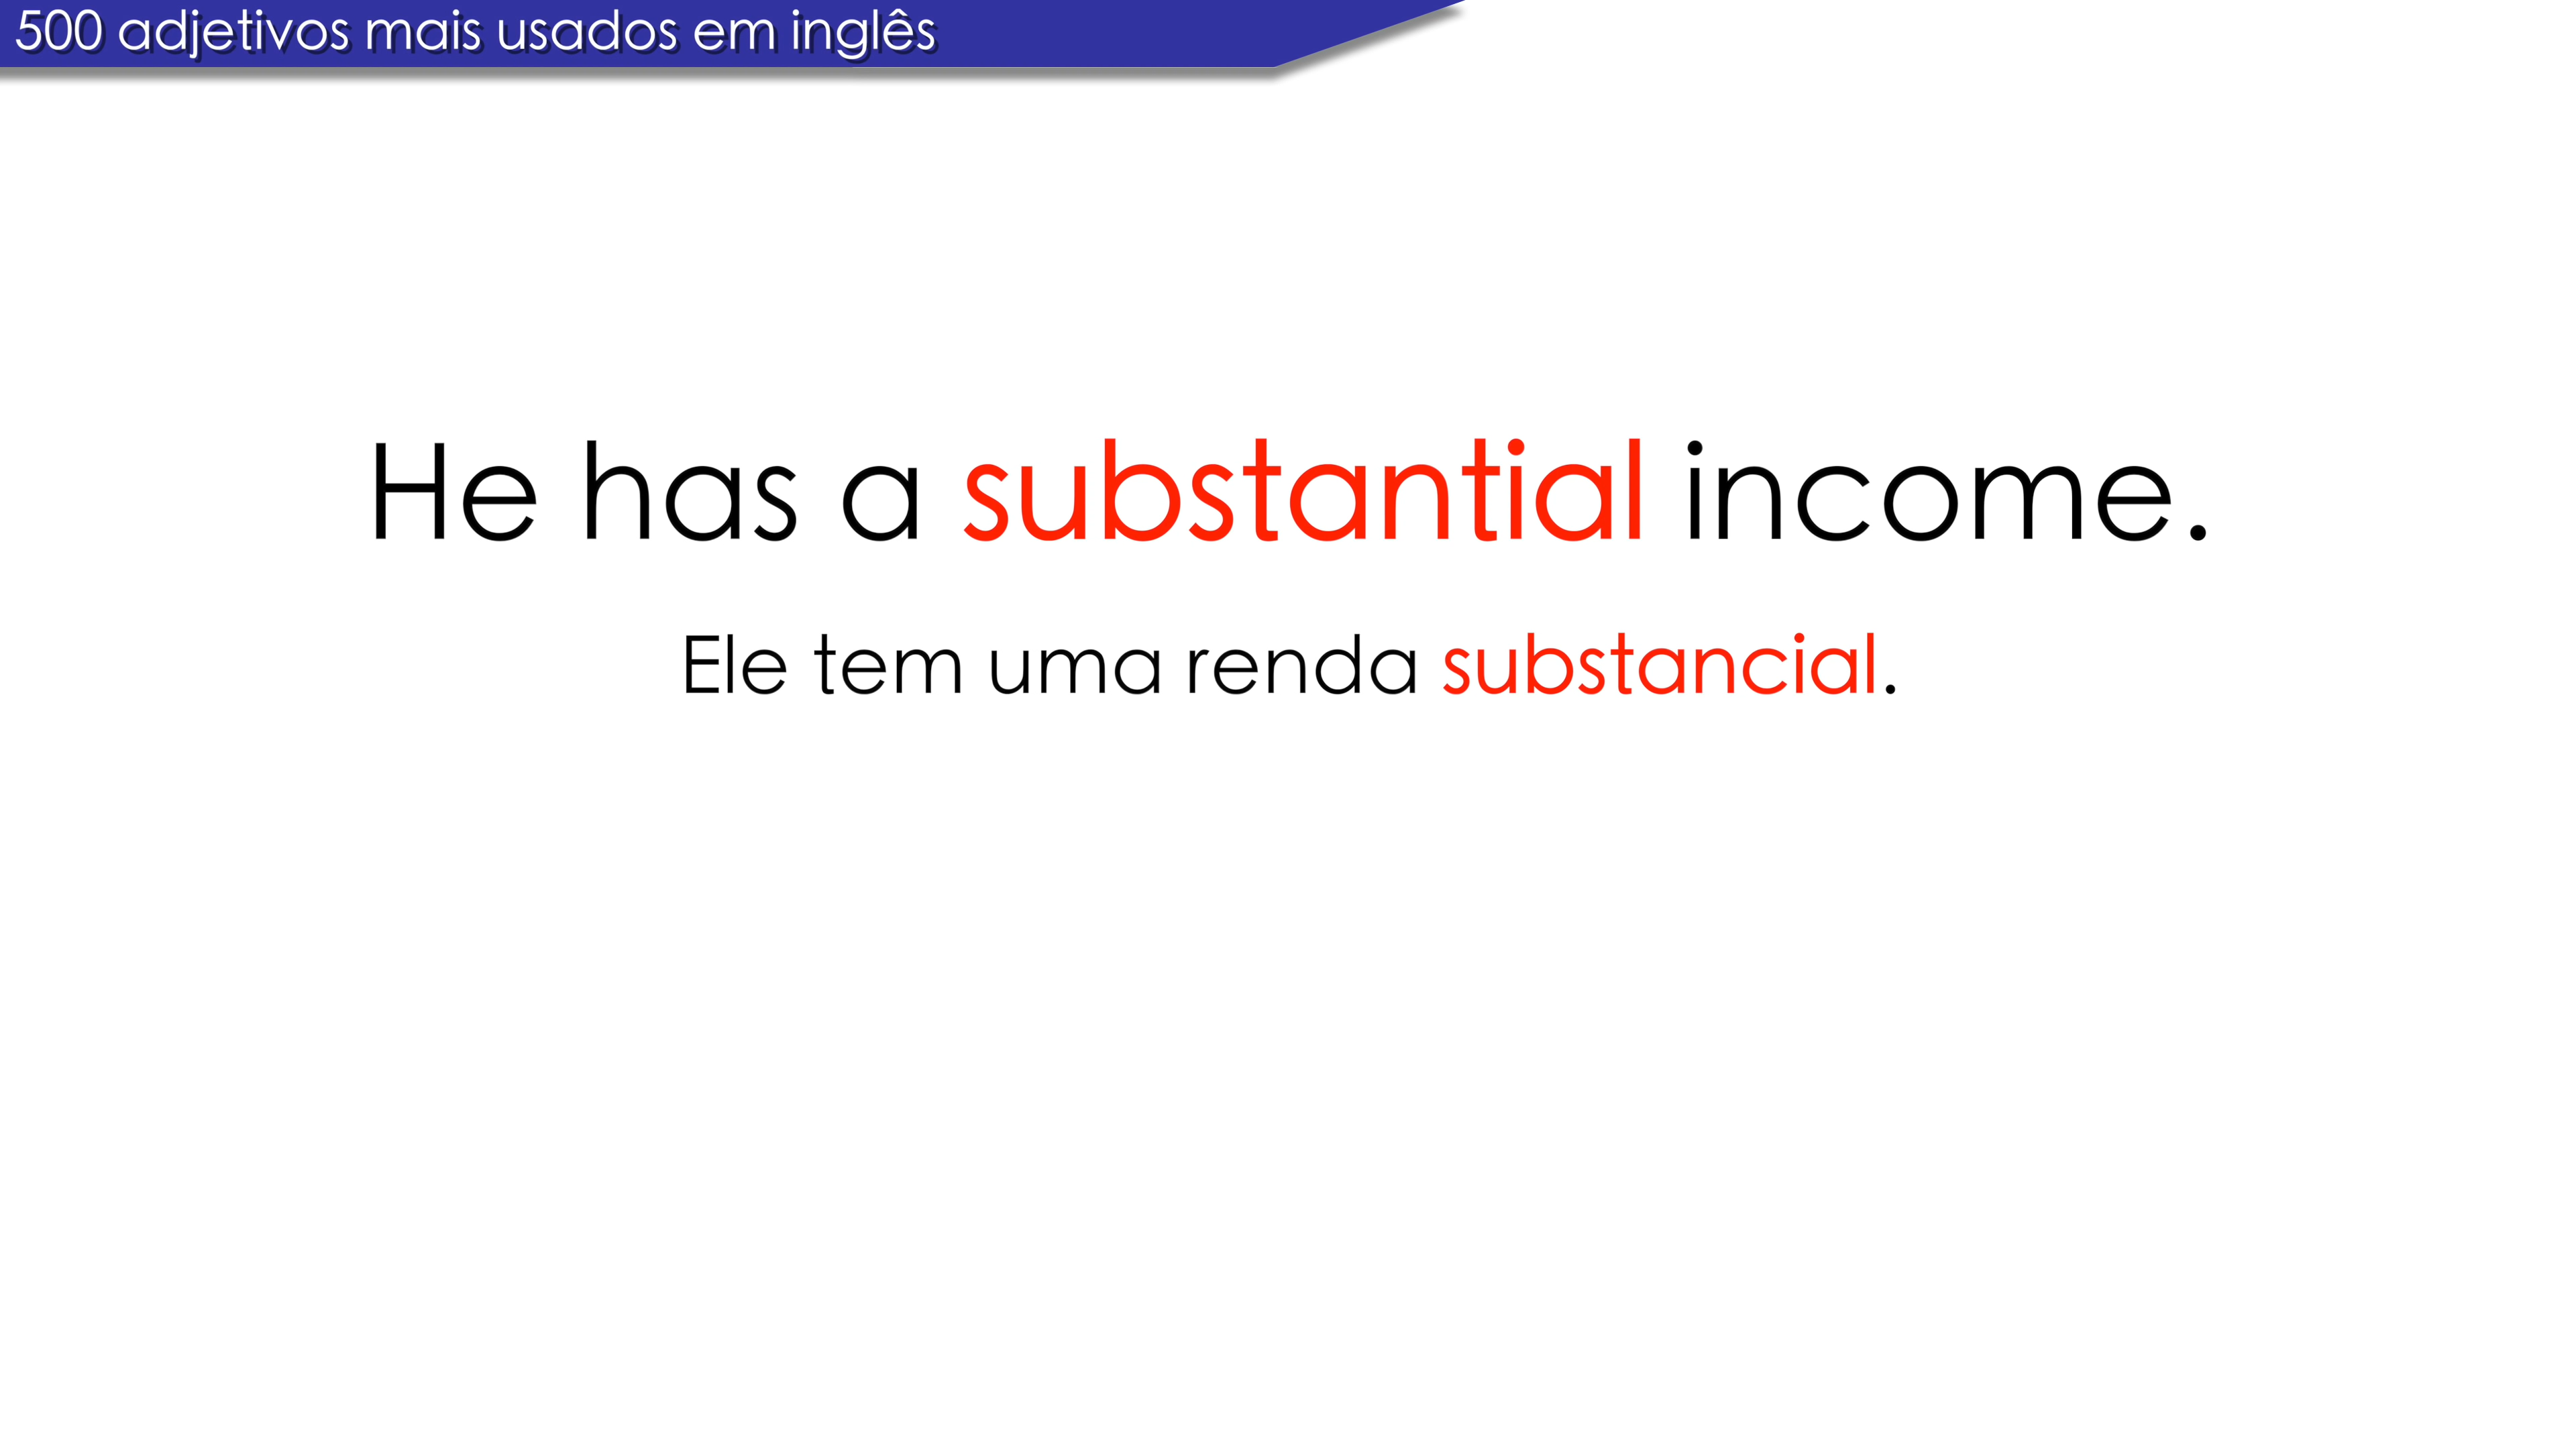 500 adjetivos mais usados em inglês
He has a substantial income.
Ele tem uma renda substancial.